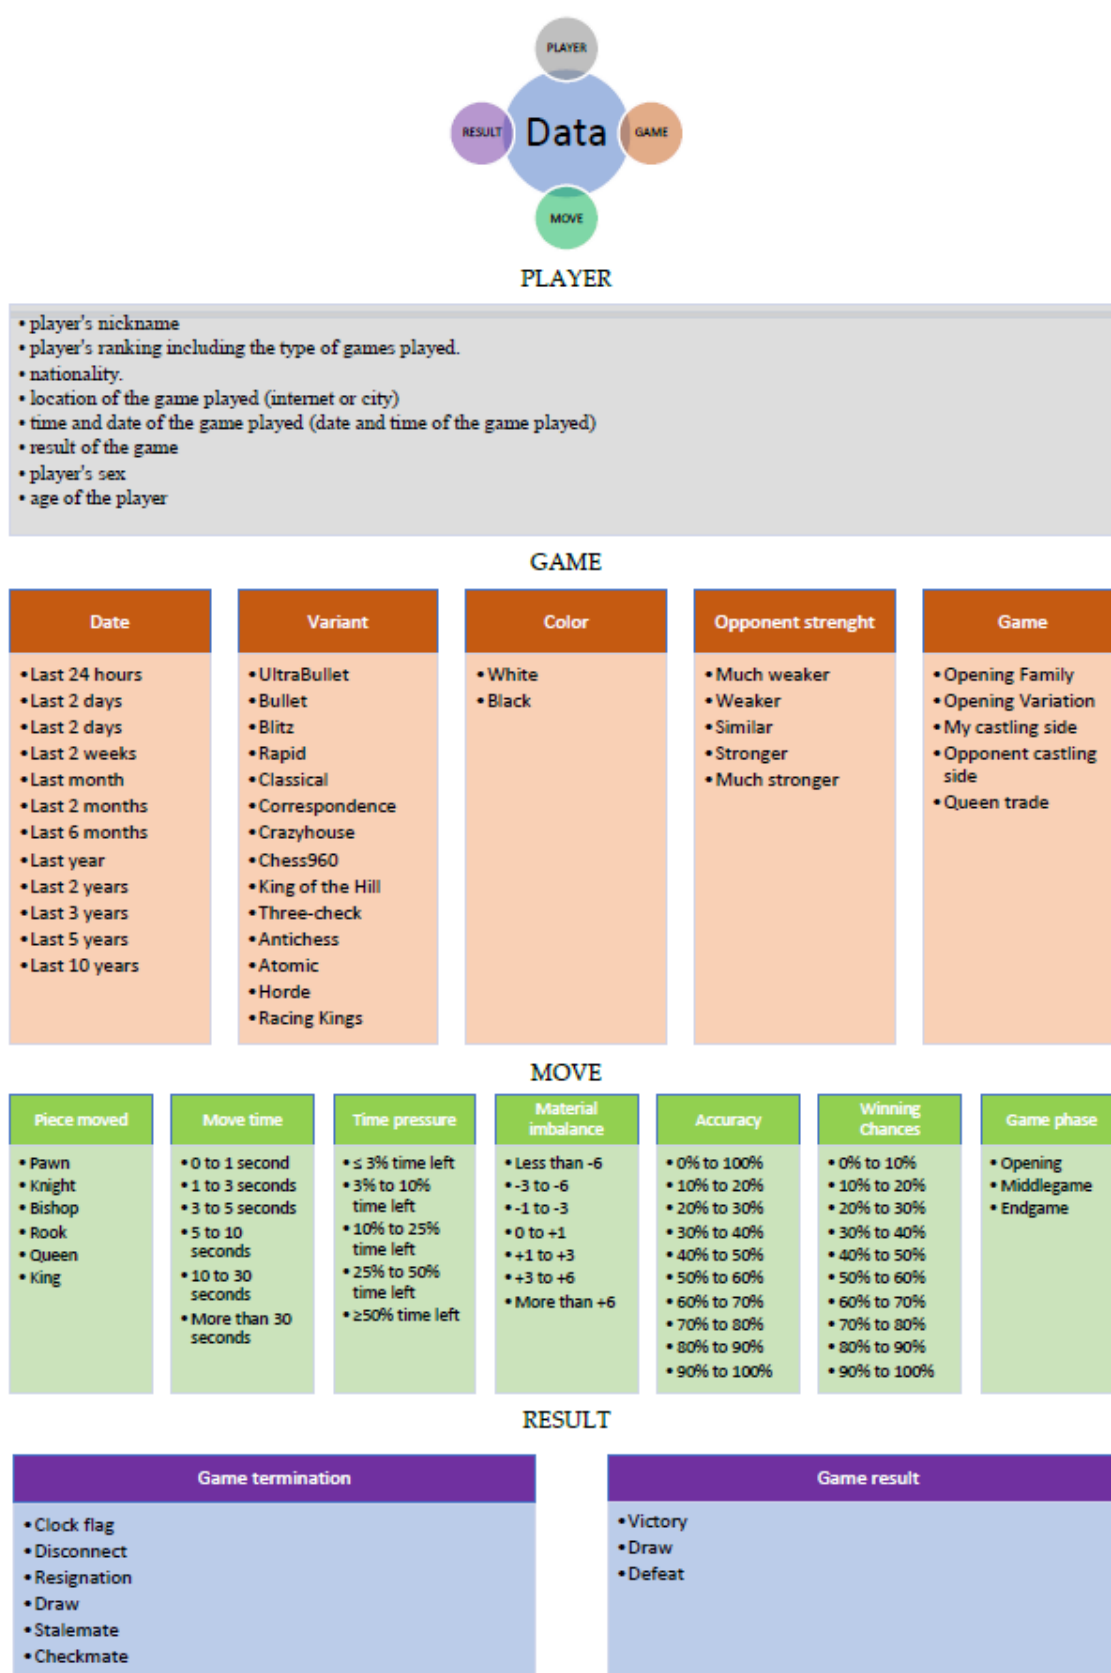 PLAYER
RESULT
Data
GAME
MOVE
PLAYER
• player's nickname
• player's ranking including the type of games played.
• nationality.
• location of the game played (internet or city)
• time and date of the game played (date and time of the game played)
• result of the game
• player's sex
• age of the player
GAME
Date
• Last 24 hours
• Last 2 days
• Last 2 days
• Last 2 weeks
• Last month
• Last 2 months
• Last 6 months
• Last year
• Last 2 years
• Last 3 years
• Last 5 years
• Last 10 years
Variant
• UltraBullet
• Bullet
• Blitz
• Rapid
• Classical
• Correspondence
• Crazyhouse
• Chess960
• King of the Hill
• Three-check
• Antichess
• Atomic
• Horde
• Racing Kings
Color
• White
• Black
Opponent strenght
• Much weaker
• Weaker
• Similar
• Stronger
• Much stronger
Game
• Opening Family
• Opening Variation
• My castling side
• Opponent castling
side
• Queen trade
MOVE
Piece moved
• Pawn
• Knight
• Bishop
• Rook
• Queen
• King
Move time
• 0 to 1 second
• 1 to 3 seconds
• 3 to 5 seconds
• 5 to 10
seconds
• 10 to 30
seconds
• More than 30
seconds
Time pressure
• ≤ 3% time left
• 3% to 10%
time left
• 10% to 25%
time left
• 25% to 50%
time left
• ≥50% time left
Material
imbalance
• Less than -6
• -3 to -6
• -1 to -3
• 0 to +1
• +1 to +3
• +3 to +6
• More than +6
Accuracy
• 0% to 100%
• 10% to 20%
• 20% to 30%
• 30% to 40%
• 40% to 50%
• 50% to 60%
• 60% to 70%
• 70% to 80%
• 80% to 90%
• 90% to 100%
Winning
Chances
• 0% to 10%
• 10% to 20%
• 20% to 30%
• 30% to 40%
• 40% to 50%
• 50% to 60%
• 60% to 70%
• 70% to 80%
• 80% to 90%
• 90% to 100%
Game phase
• Opening
• Middlegame
• Endgame
RESULT
Game termination
• Clock flag
• Disconnect
• Resignation
• Draw
• Stalemate
• Checkmate
Game result
• Victory
• Draw
• Defeat